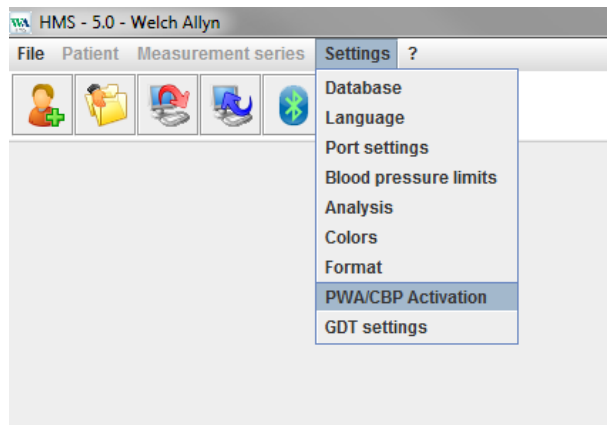 WA HMS - 5.0 - Welch Allyn
File Patient Measurement series Settings ?
Database
Language
Port settings
Blood pressure limits
Analysis
Colors
Format
PWA/CBP Activation
GDT settings